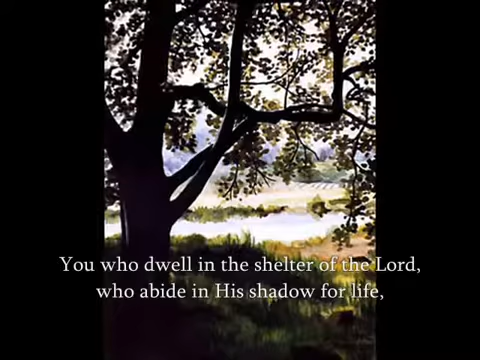 You who dwell in the shelter of the Lord,
who abide in His shadow for life,